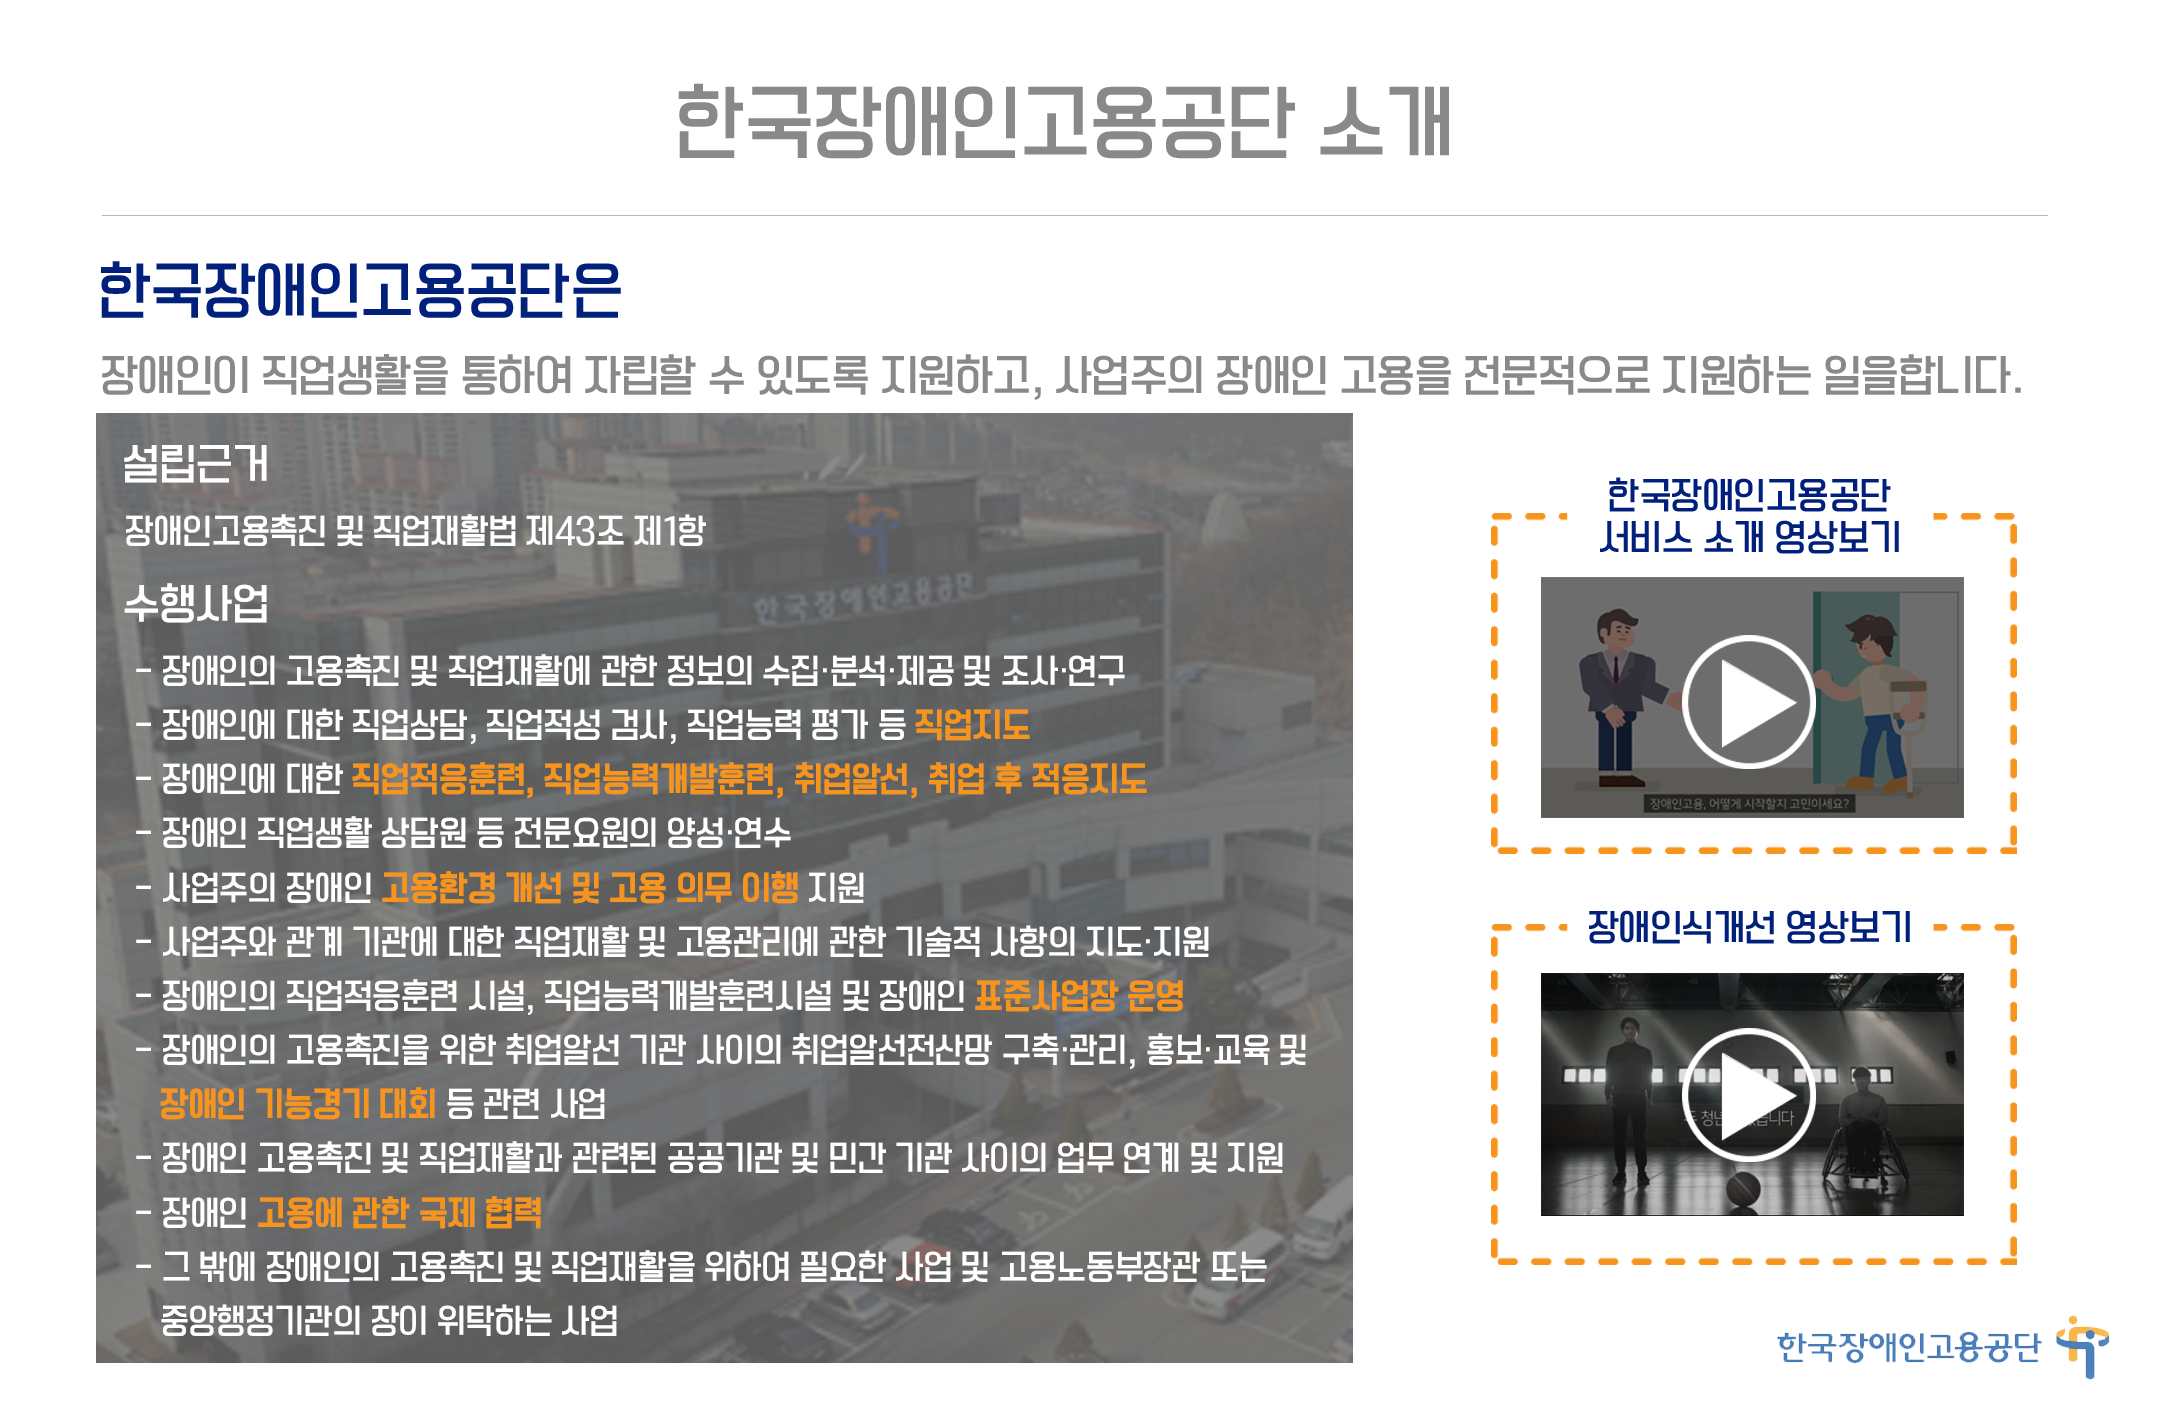 한국장애인고용공단 소개
한국장애인고용공단은
장애인이 직업생활을 통하여 자립할 수 있도록 지원하고, 사업주의 장애인 고용을 전문적으로 지원하는 일을합니다.
설립근거
장애인고용촉진 및 직업재활법 제43조 제1항
수행사업
- 장애인의 고용촉진 및 직업재활에 관한 정보의 수집·분석·제공 및 조사·연구
- 장애인에 대한 직업상담, 직업적성 검사, 직업능력 평가 등 직업지도
- 장애인에 대한 직업적응훈련, 직업능력개발훈련, 취업알선, 취업 후 적응지도
- 장애인 직업생활 상담원 등 전문요원의 양성·연수
- 사업주의 장애인 고용환경 개선 및 고용 의무 이행 지원
- 사업주와 관계 기관에 대한 직업재활 및 고용관리에 관한 기술적 사항의 지도·지원
- 장애인의 직업적응훈련 시설, 직업능력개발훈련시설 및 장애인 표준사업장 운영
- 장애인의 고용촉진을 위한 취업알선 기관 사이의 취업알선전산망 구축·관리, 홍보·교육 및
장애인 기능경기 대회 등 관련 사업
- 장애인 고용촉진 및 직업재활과 관련된 공공기관 및 민간 기관 사이의 업무 연계 및 지원
- 장애인 고용에 관한 국제 협력
- 그 밖에 장애인의 고용촉진 및 직업재활을 위하여 필요한 사업 및 고용노동부장관 또는
중앙행정기관의 장이 위탁하는 사업
한국장애인고용공단
한국장애인고용공단
서비스 소개 영상보기
장애인고용, 어떻게 시작할지 고민이세요?
장애인식개선 영상보기
한국장애인고용공단